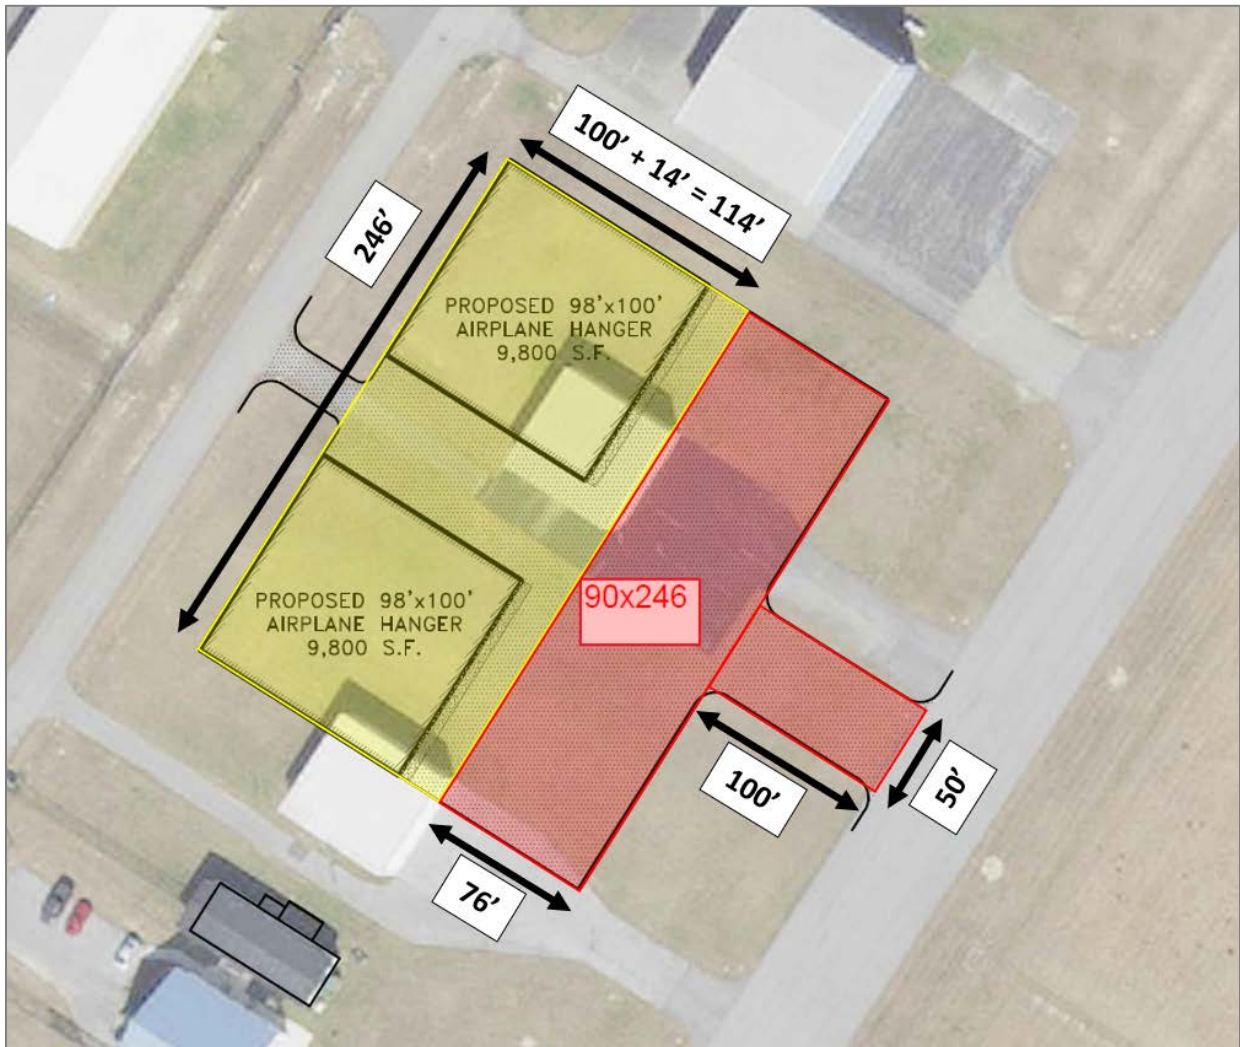 100’ + 14’ = 114’
246’
PROPOSED 98’x100’
AIRPLANE HANGER
9,800 S.F.
PROPOSED 98’x100’
AIRPLANE HANGER
9,800 S.F.
90x246
100’
50’
76’